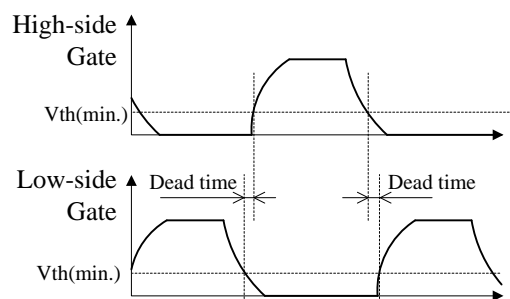 High-side
Gate
Vth(min.)
Low-side
Gate
Dead time
Dead time
Vth(min.)